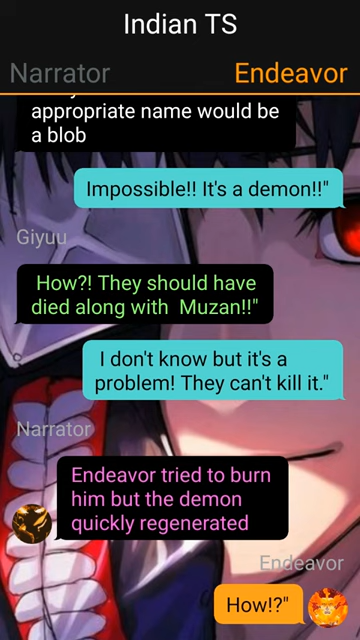 Indian TS
Narrator Endeavor
appropriate name would be
a blob
Impossible!! It's a demon!!"
Giyuu
How?! They should have
died along with Muzan!!"
I don't know but it's a
problem! They can't kill it."
Narrator
Endeavor tried to burn
him but the demon
quickly regenerated
Endeavor
How!?"